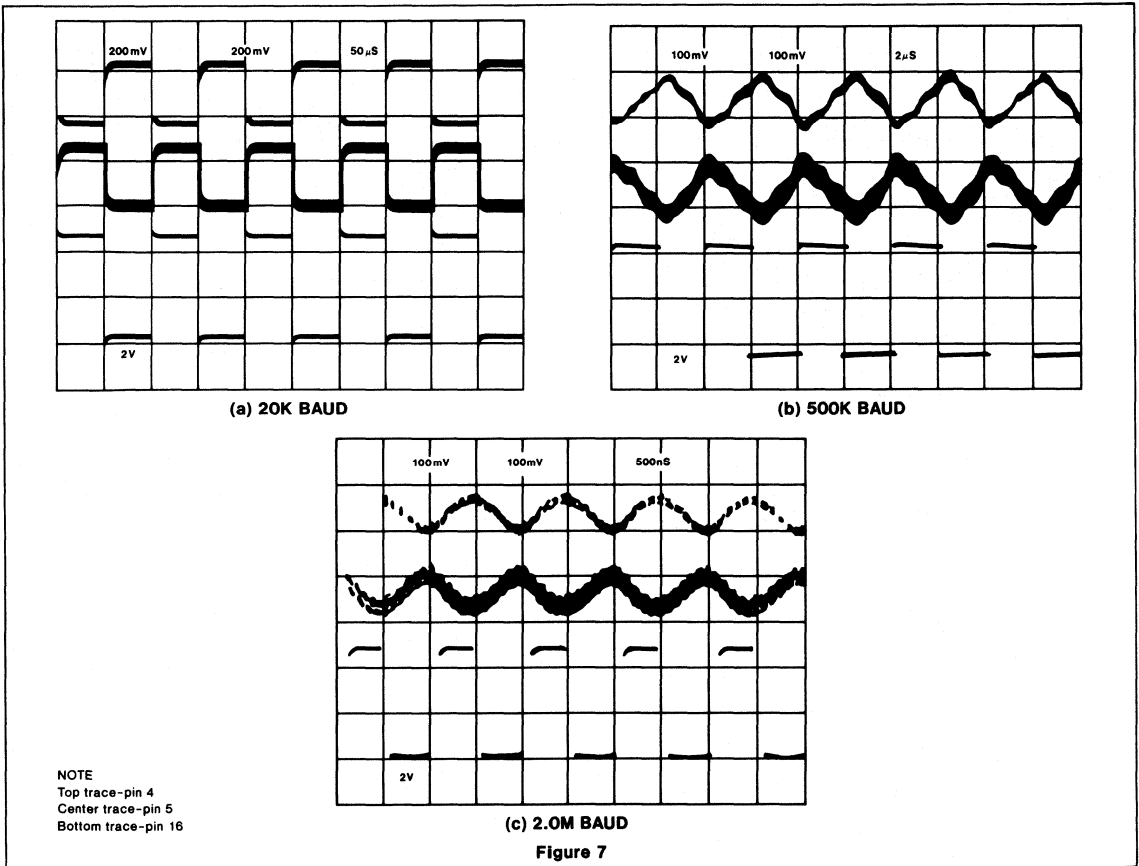 200mV 200mV 50µS
2V
(a) 20K BAUD
100mV 100mV 2µS
2V
(b) 500K BAUD
100mV 100mV 500nS
2V
(c) 2.0M BAUD
NOTE
Top trace-pin 4
Center trace-pin 5
Bottom trace-pin 16
Figure 7